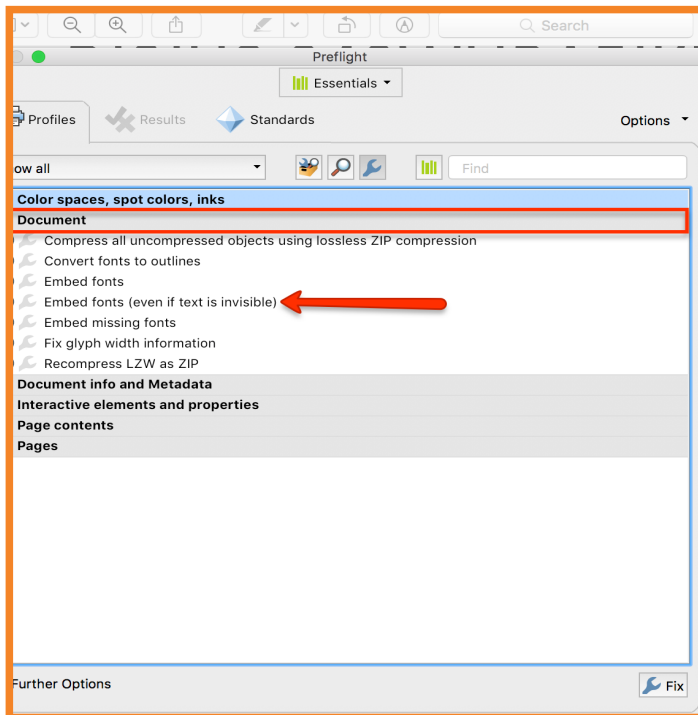 Search
Preflight
Essentials
Profiles
Results
Standards
Options
ow all
Find
Color spaces, spot colors, inks
Document
Compress all uncompressed objects using lossless ZIP compression
Convert fonts to outlines
Embed fonts
Embed fonts (even if text is invisible)
Embed missing fonts
Fix glyph width information
Recompress LZW as ZIP
Document info and Metadata
Interactive elements and properties
Page contents
Pages
Further Options
Fix